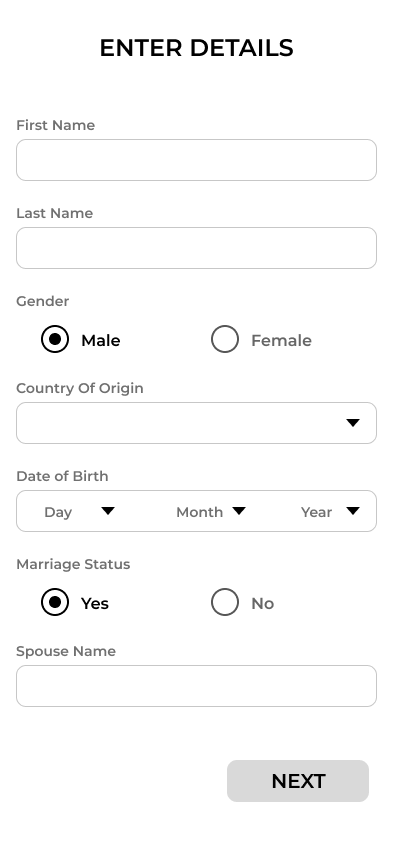 ENTER DETAILS
First Name
Last Name
Gender
Male Female
Country Of Origin
Date of Birth
Day Month Year
Marriage Status
Yes No
Spouse Name
NEXT